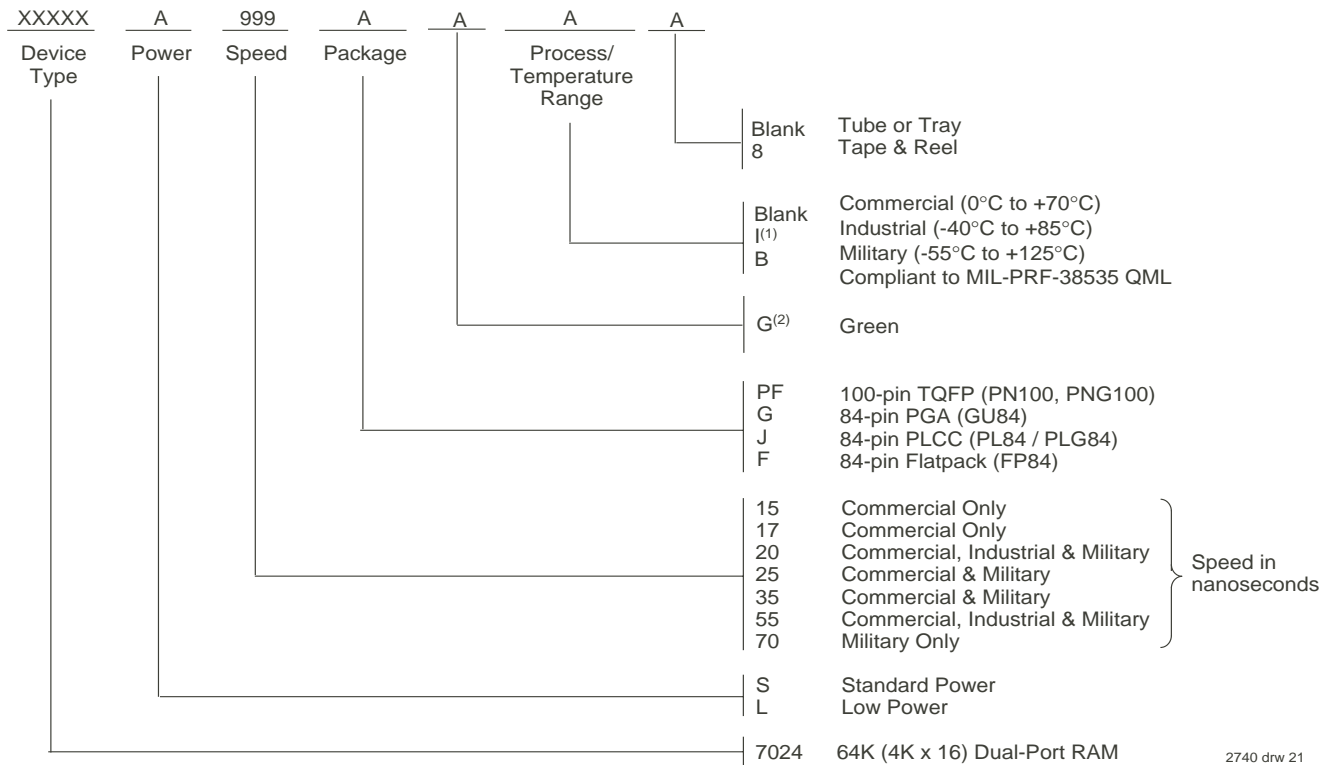 XXXXX A 999 A A A A
Device Type Power Speed Package Process/ Temperature Range
Blank Tube or Tray
8 Tape & Reel
Blank Commercial (0°C to +70°C)
I(1) Industrial (-40°C to +85°C)
B Military (-55°C to +125°C)
Compliant to MIL-PRF-38535 QML
G(2) Green
PF 100-pin TQFP (PN100, PNG100)
G 84-pin PGA (GU84)
J 84-pin PLCC (PL84 / PLG84)
F 84-pin Flatpack (FP84)
15 Commercial Only
17 Commercial Only
20 Commercial, Industrial & Military
25 Commercial & Military
35 Commercial & Military
55 Commercial, Industrial & Military
70 Military Only
Speed in
nanoseconds
S Standard Power
L Low Power
7024 64K (4K x 16) Dual-Port RAM
2740 drw 21